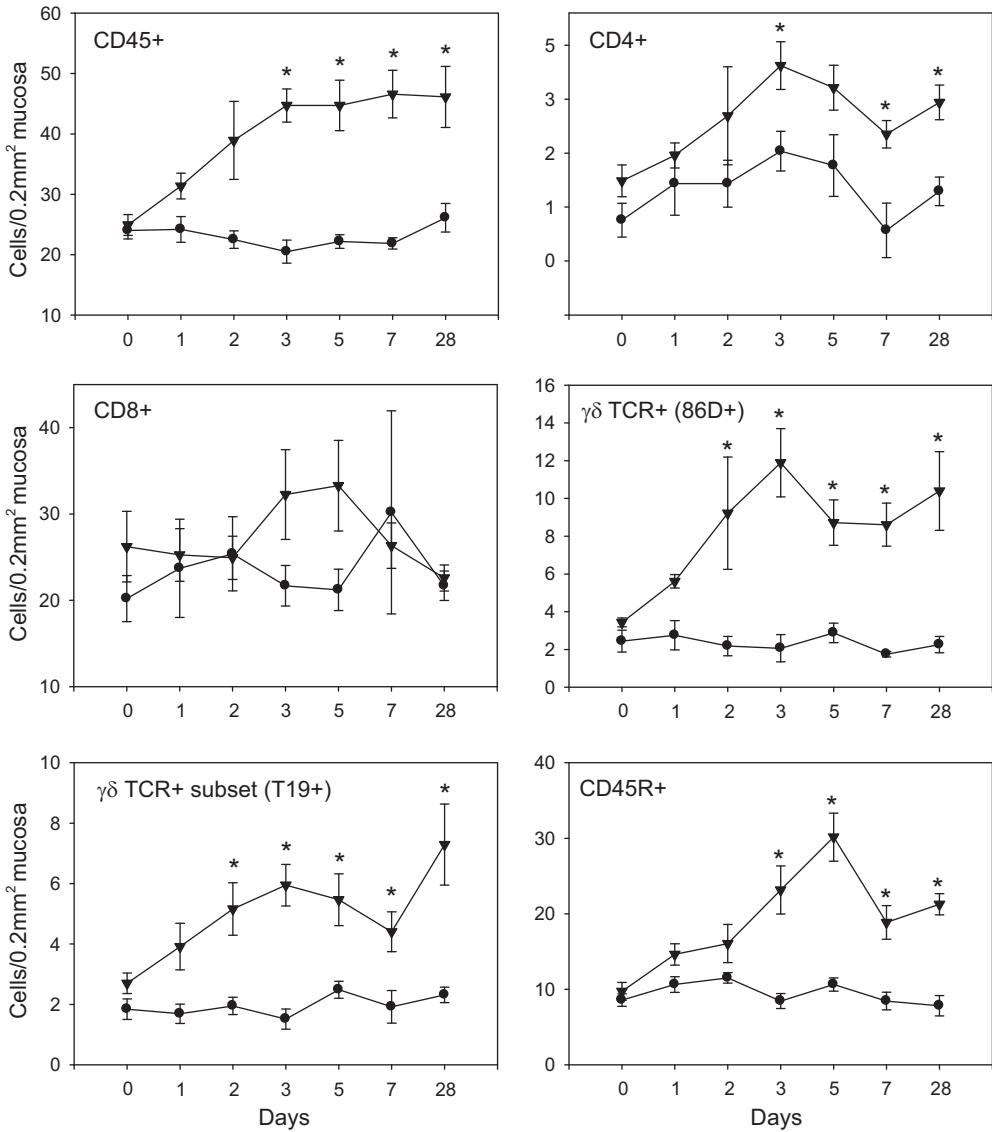 CD45+
60
50
40
30
20
10
Cells/0.2mm² mucosa
0 1 2 3 5 7 28
* * * *
CD4+
5
3
2
1
0
0 1 2 3 5 7 28
* * *
CD8+
40
30
20
10
Cells/0.2mm² mucosa
0 1 2 3 5 7 28
γδ TCR+ (86D+)
16
14
12
10
8
6
4
2
0
0 1 2 3 5 7 28
* * * * *
γδ TCR+ subset (T19+)
10
8
6
4
2
0
Cells/0.2mm² mucosa
0 1 2 3 5 7 28
Days
* * * * *
CD45R+
40
30
20
10
0
0 1 2 3 5 7 28
Days
* * * *